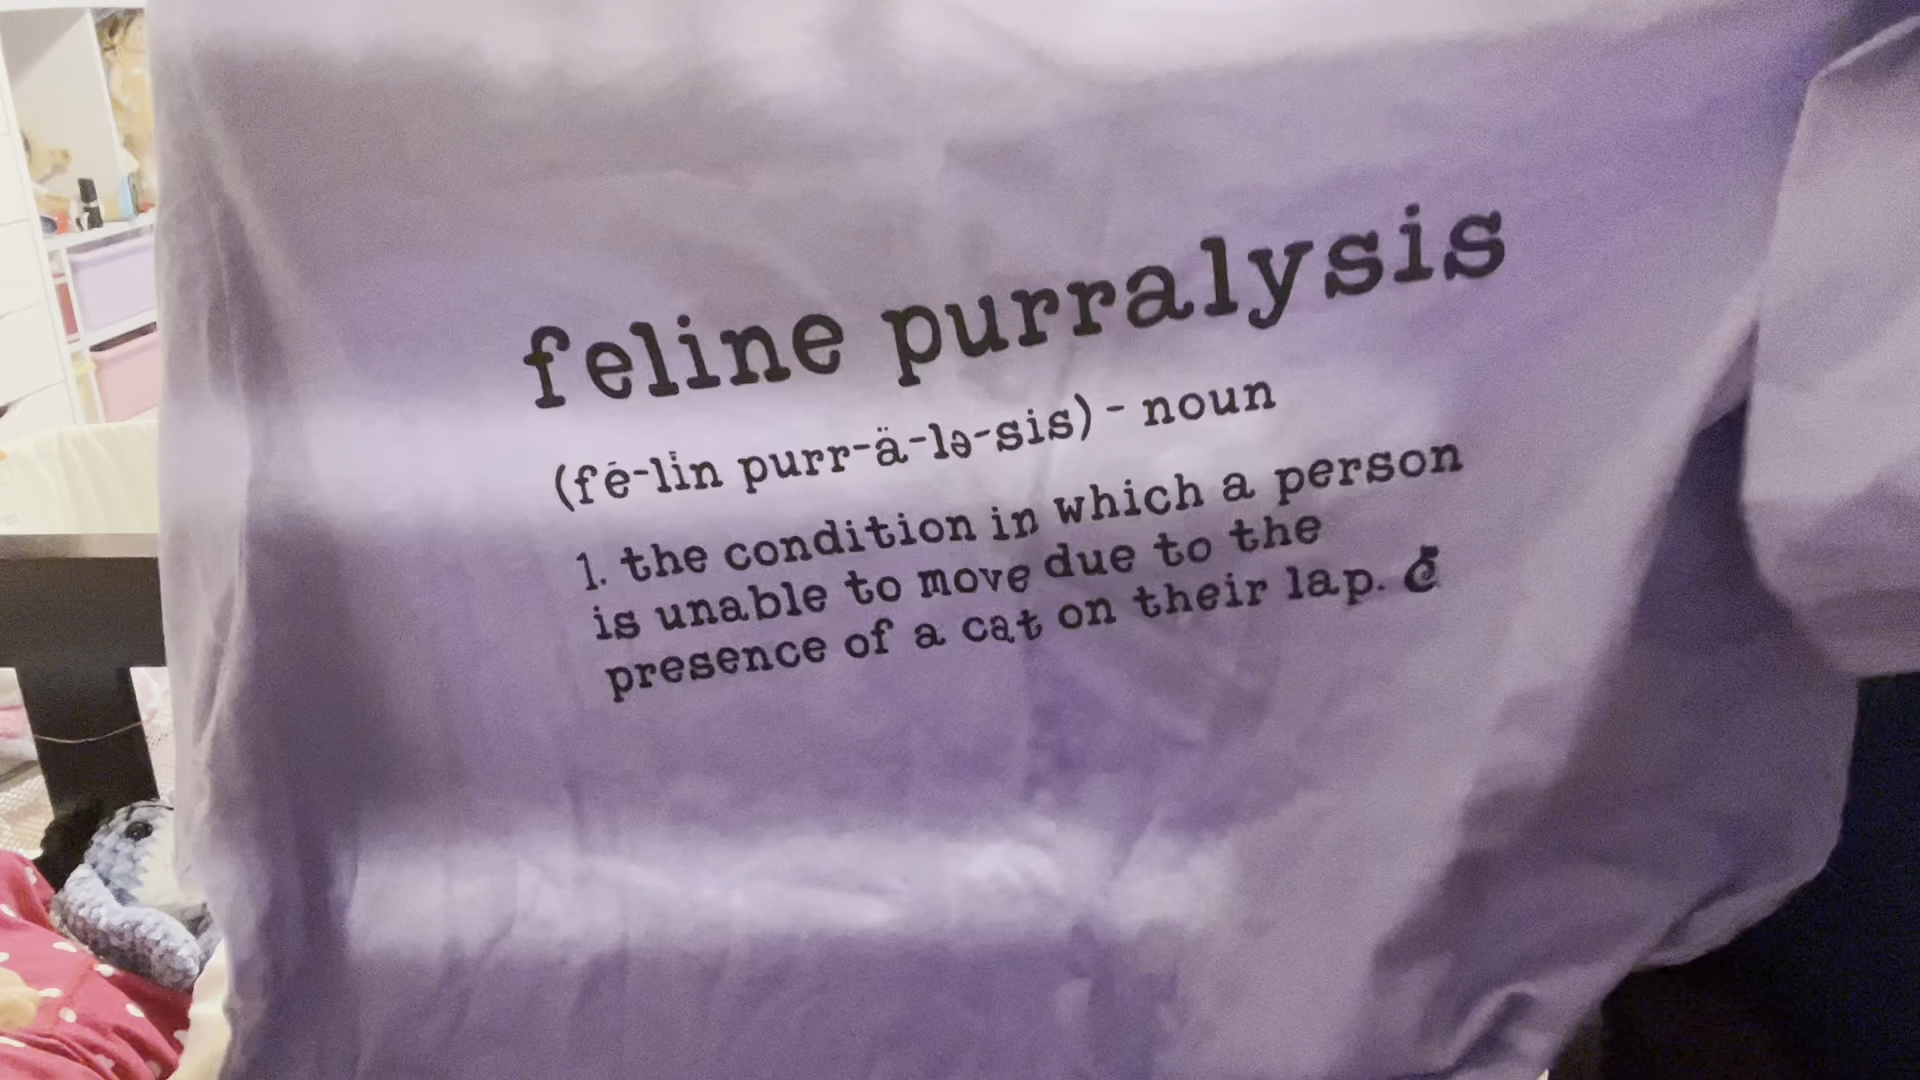 feline purralysis
(fē-līn purr-ä-lə-sis) - noun
1. the condition in which a person
is unable to move due to the
presence of a cat on their lap.